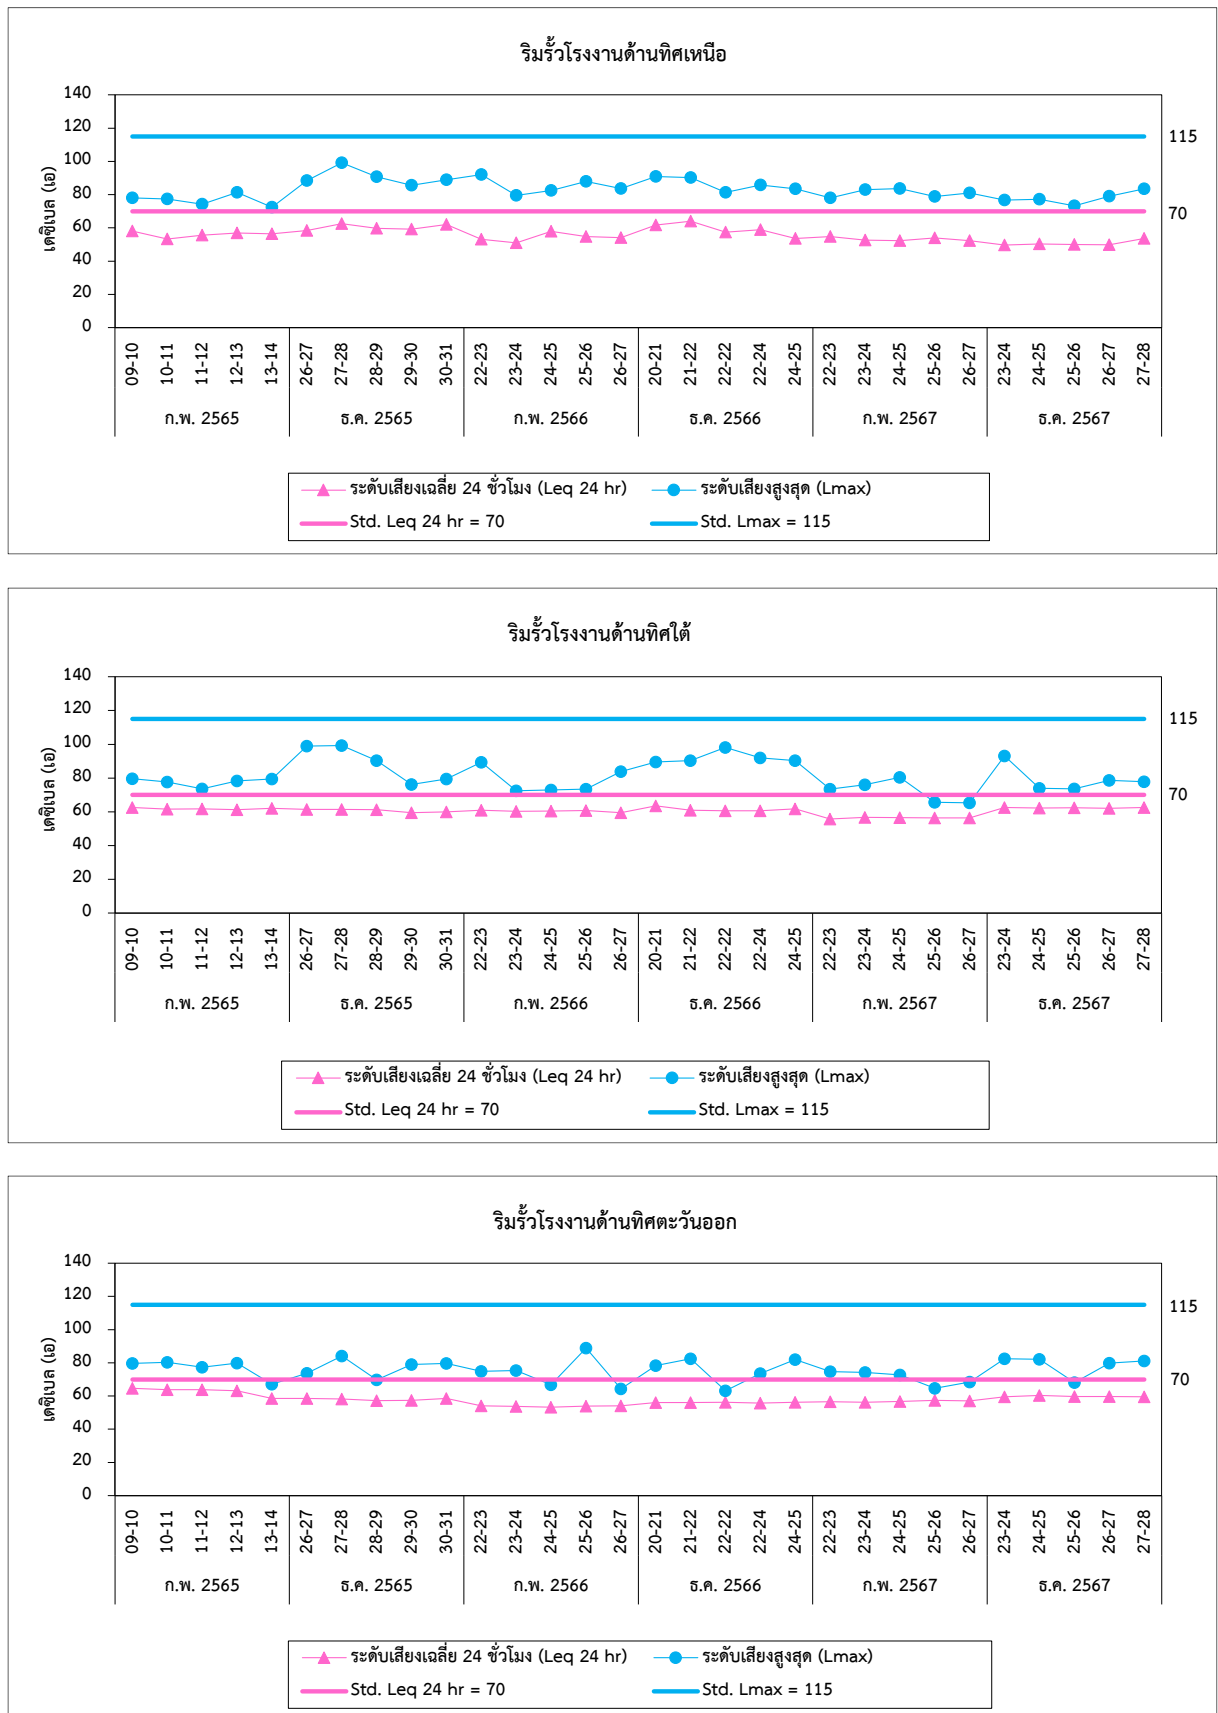 ริมรั้วโรงงานด้านทิศเหนือ
เดซิเบล (เอ)
140
120
100
80
60
40
20
0
115
70
09-10 10-11 11-12 12-13 13-14 26-27 27-28 28-29 29-30 30-31 22-23 23-24 24-25 25-26 26-27 20-21 21-22 22-22 22-24 24-25 22-23 23-24 24-25 25-26 26-27 23-24 24-25 25-26 26-27 27-28
ก.พ. 2565 ธ.ค. 2565 ก.พ. 2566 ธ.ค. 2566 ก.พ. 2567 ธ.ค. 2567
ระดับเสียงเฉลี่ย 24 ชั่วโมง (Leq 24 hr) ระดับเสียงสูงสุด (Lmax)
Std. Leq 24 hr = 70 Std. Lmax = 115
ริมรั้วโรงงานด้านทิศใต้
เดซิเบล (เอ)
140
120
100
80
60
40
20
0
115
70
09-10 10-11 11-12 12-13 13-14 26-27 27-28 28-29 29-30 30-31 22-23 23-24 24-25 25-26 26-27 20-21 21-22 22-22 22-24 24-25 22-23 23-24 24-25 25-26 26-27 23-24 24-25 25-26 26-27 27-28
ก.พ. 2565 ธ.ค. 2565 ก.พ. 2566 ธ.ค. 2566 ก.พ. 2567 ธ.ค. 2567
ระดับเสียงเฉลี่ย 24 ชั่วโมง (Leq 24 hr) ระดับเสียงสูงสุด (Lmax)
Std. Leq 24 hr = 70 Std. Lmax = 115
ริมรั้วโรงงานด้านทิศตะวันออก
เดซิเบล (เอ)
140
120
100
80
60
40
20
0
115
70
09-10 10-11 11-12 12-13 13-14 26-27 27-28 28-29 29-30 30-31 22-23 23-24 24-25 25-26 26-27 20-21 21-22 22-22 22-24 24-25 22-23 23-24 24-25 25-26 26-27 23-24 24-25 25-26 26-27 27-28
ก.พ. 2565 ธ.ค. 2565 ก.พ. 2566 ธ.ค. 2566 ก.พ. 2567 ธ.ค. 2567
ระดับเสียงเฉลี่ย 24 ชั่วโมง (Leq 24 hr) ระดับเสียงสูงสุด (Lmax)
Std. Leq 24 hr = 70 Std. Lmax = 115